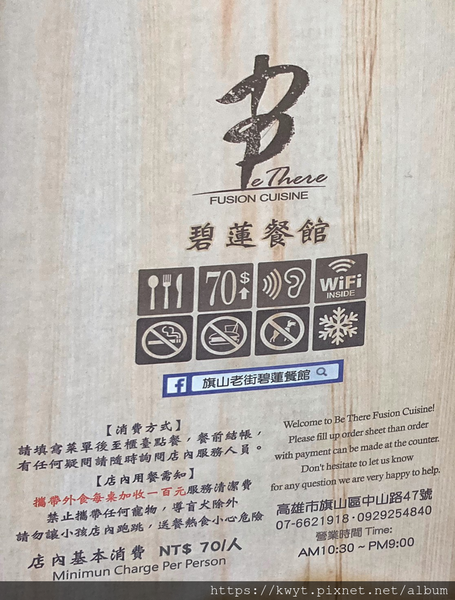 Be There
FUSION CUISINE
碧蓮餐館
70 $↑
WiFi
INSIDE
f 旗山老街碧蓮餐館
【消費方式】
請填寫菜單後至櫃臺點餐，餐前結帳，
有任何疑問請隨時詢問店內服務人員。
【店內用餐需知】
攜帶外食每桌加收一百元服務清潔費
禁止攜帶任何寵物，導盲犬除外
請勿讓小孩店內跑跳，送餐熱食小心危險
店內基本消費 NT$ 70/人
Minimun Charge Per Person
Welcome to Be There Fusion Cuisine!
Please fill up order sheet than order
with payment can be made at the counter.
Don't hesitate to let us know
for any question we are very happy to help.
高雄市旗山區中山路47號
07-6621918·0929254840
營業時間 Time:
AM10:30 ~ PM9:00
https://kwyt.pixnet.net/album